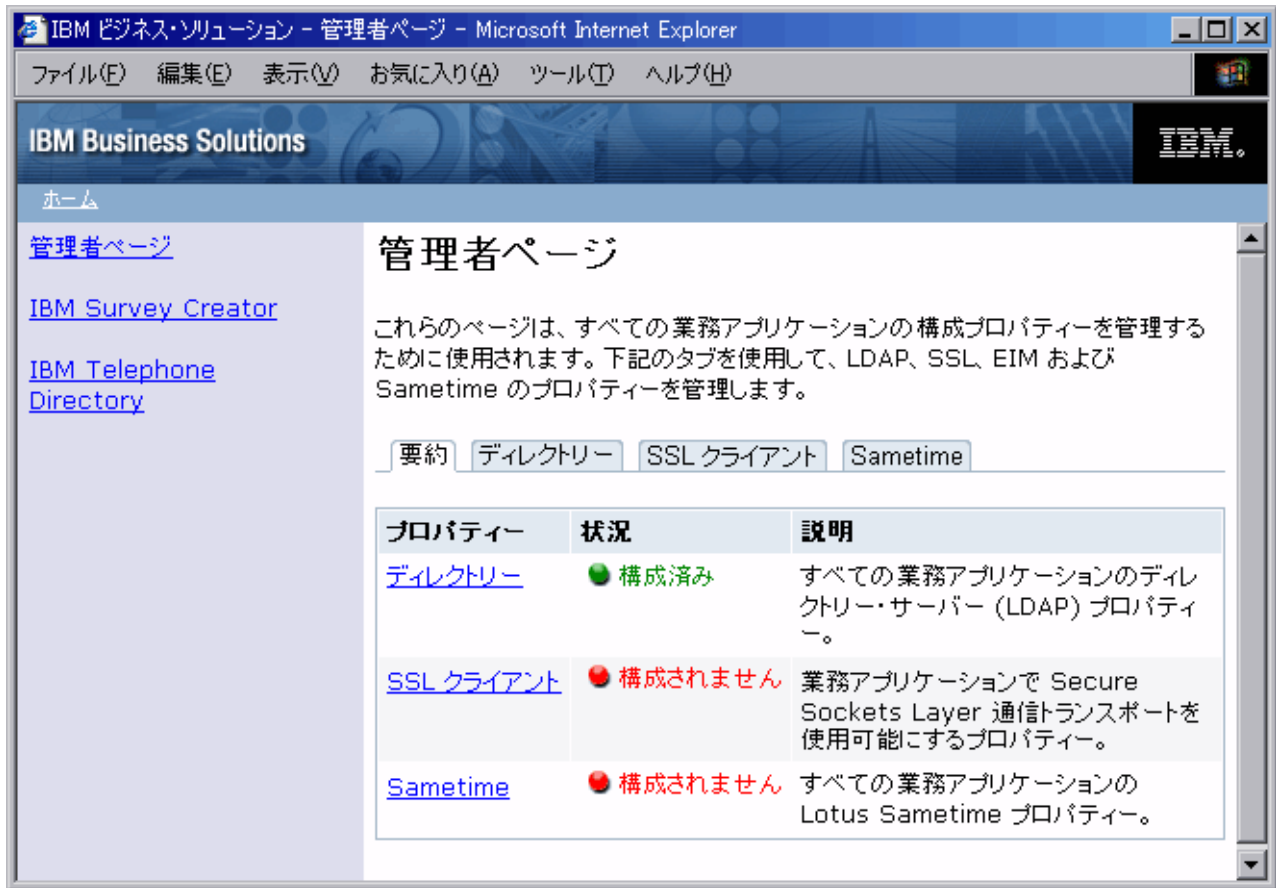 IBM ビジネス・ソリューション - 管理者ページ - Microsoft Internet Explorer
ファイル(F) 編集(E) 表示(V) お気に入り(A) ツール(T) ヘルプ(H)
IBM Business Solutions
IBM.
ホーム
管理者ページ
IBM Survey Creator
IBM Telephone
Directory
管理者ページ
これらのページは、すべての業務アプリケーションの構成プロパティーを管理する
ために使用されます。下記のタブを使用して、LDAP、SSL、EIM および
Sametime のプロパティーを管理します。
要約 ディレクトリー SSL クライアント Sametime
プロパティー 状況 説明
ディレクトリー 構成済み すべての業務アプリケーションのディレ
クトリー・サーバー (LDAP) プロパティ
ー。
SSL クライアント 構成されません 業務アプリケーションで Secure
Sockets Layer 通信トランスポートを
使用可能にするプロパティー。
Sametime 構成されません すべての業務アプリケーションの
Lotus Sametime プロパティー。